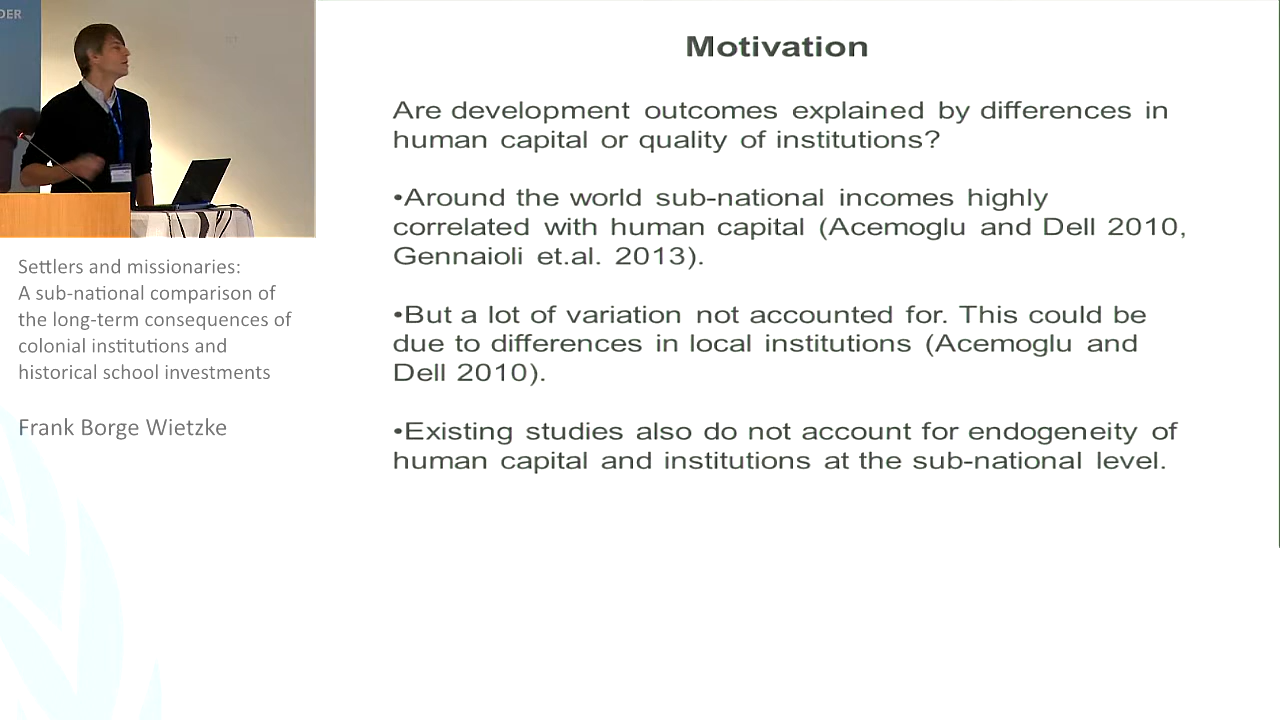 DER
Settlers and missionaries:
A sub-national comparison of
the long-term consequences of
colonial institutions and
historical school investments
Frank Borge Wietzke
Motivation
Are development outcomes explained by differences in
human capital or quality of institutions?
•Around the world sub-national incomes highly
correlated with human capital (Acemoglu and Dell 2010,
Gennaioli et.al. 2013).
•But a lot of variation not accounted for. This could be
due to differences in local institutions (Acemoglu and
Dell 2010).
•Existing studies also do not account for endogeneity of
human capital and institutions at the sub-national level.